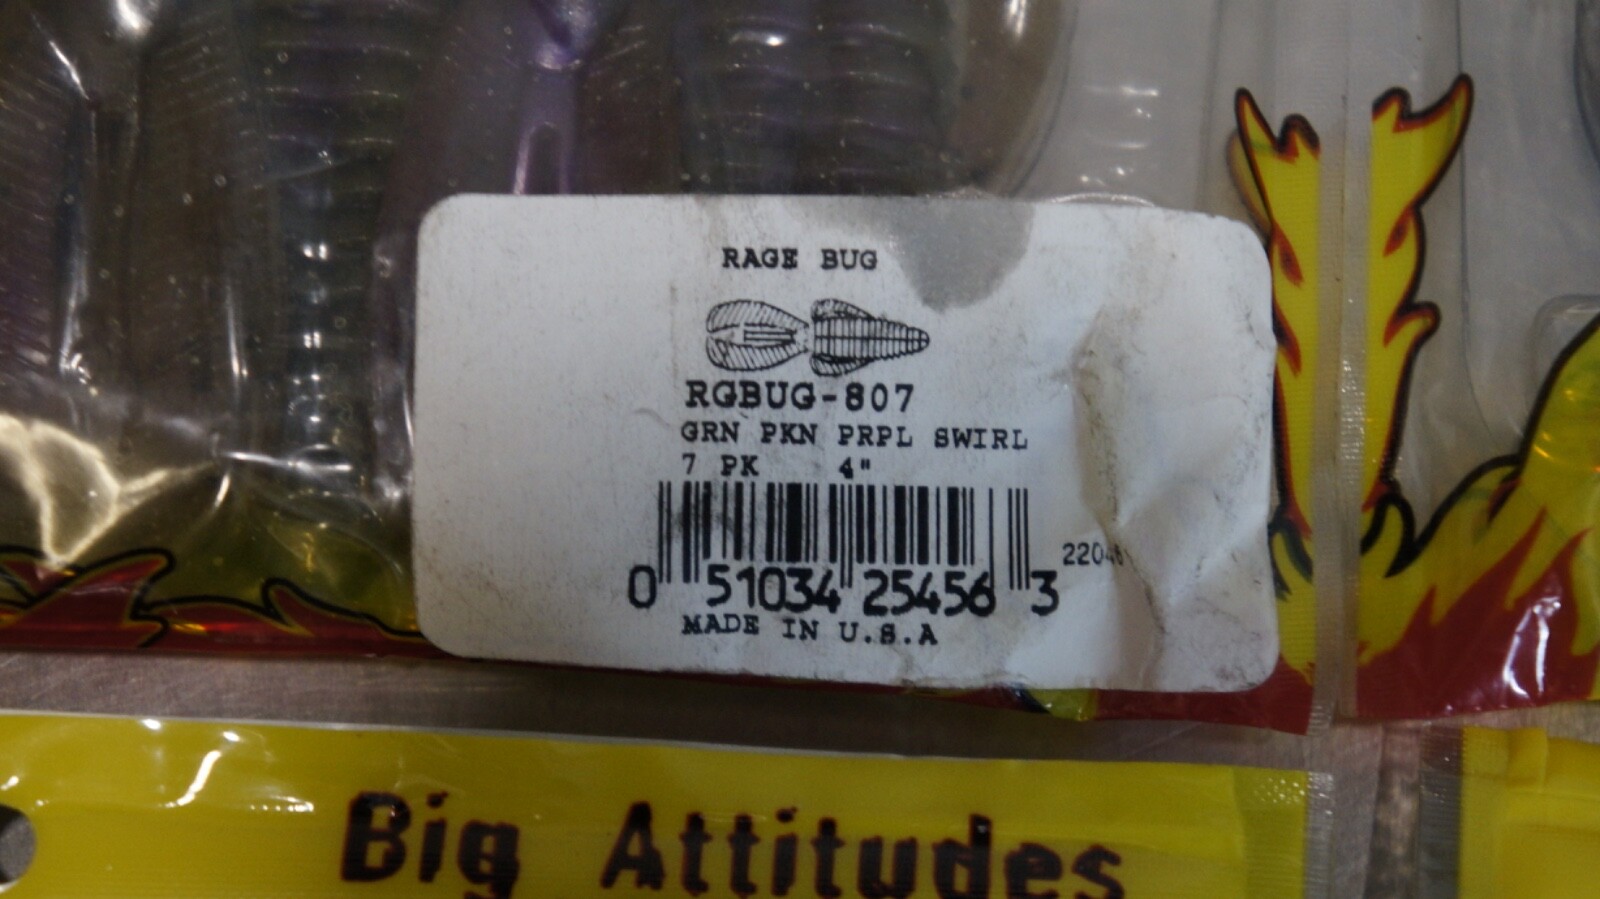 RAGE BUG
RGBUG-807
GRN PKN PRPL SWIRL
7 PK 4"
0 51034 25456 3
MADE IN U.S.A
Big Attitudes